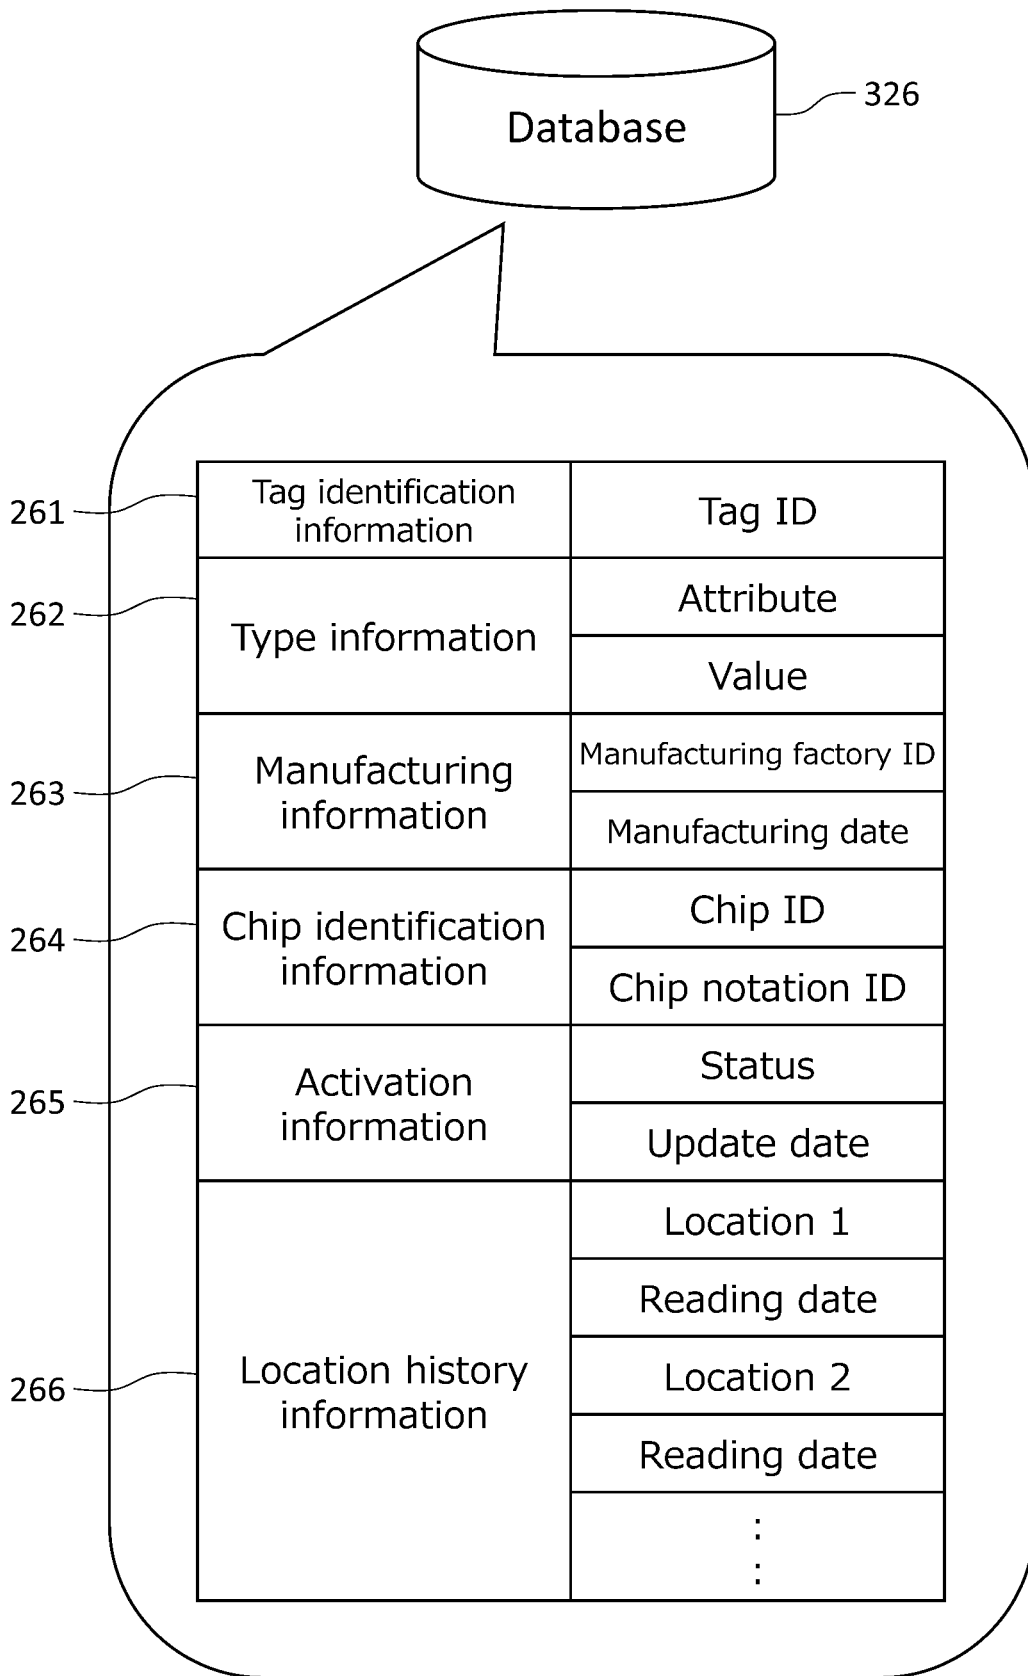 Database
326
261
Tag identification
information
Tag ID
262
Type information
Attribute
Value
263
Manufacturing
information
Manufacturing factory ID
Manufacturing date
264
Chip identification
information
Chip ID
Chip notation ID
265
Activation
information
Status
Update date
266
Location history
information
Location 1
Reading date
Location 2
Reading date
:
: